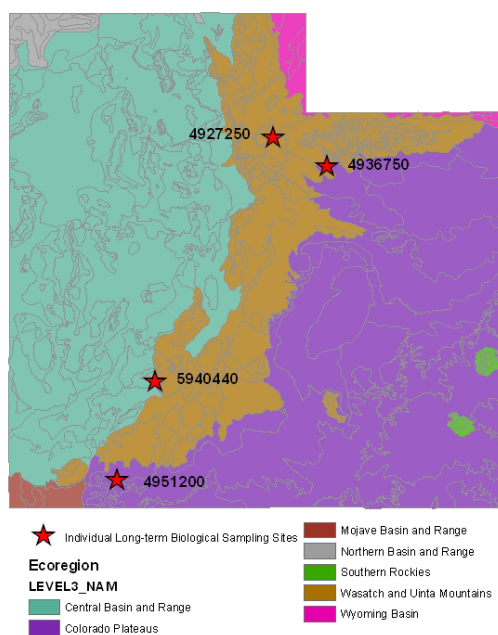 4927250
4936750
5940440
4951200
Individual Long-term Biological Sampling Sites
Ecoregion
LEVEL3_NAM
Central Basin and Range
Colorado Plateaus
Mojave Basin and Range
Northern Basin and Range
Southern Rockies
Wasatch and Uinta Mountains
Wyoming Basin